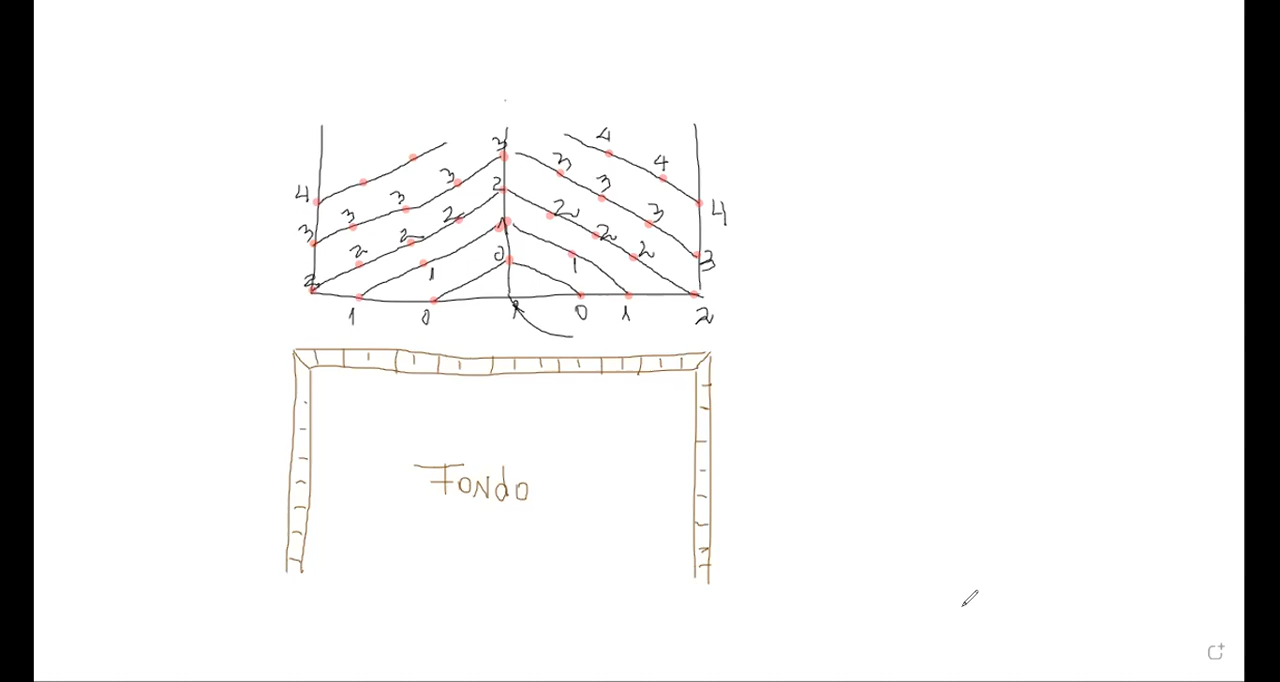 4
3 4
4 3 3 3 4
3 3 2 2 3 4
2 2 2 1 0 1 2 2 3
1 0 1 0 1 2
Fondo